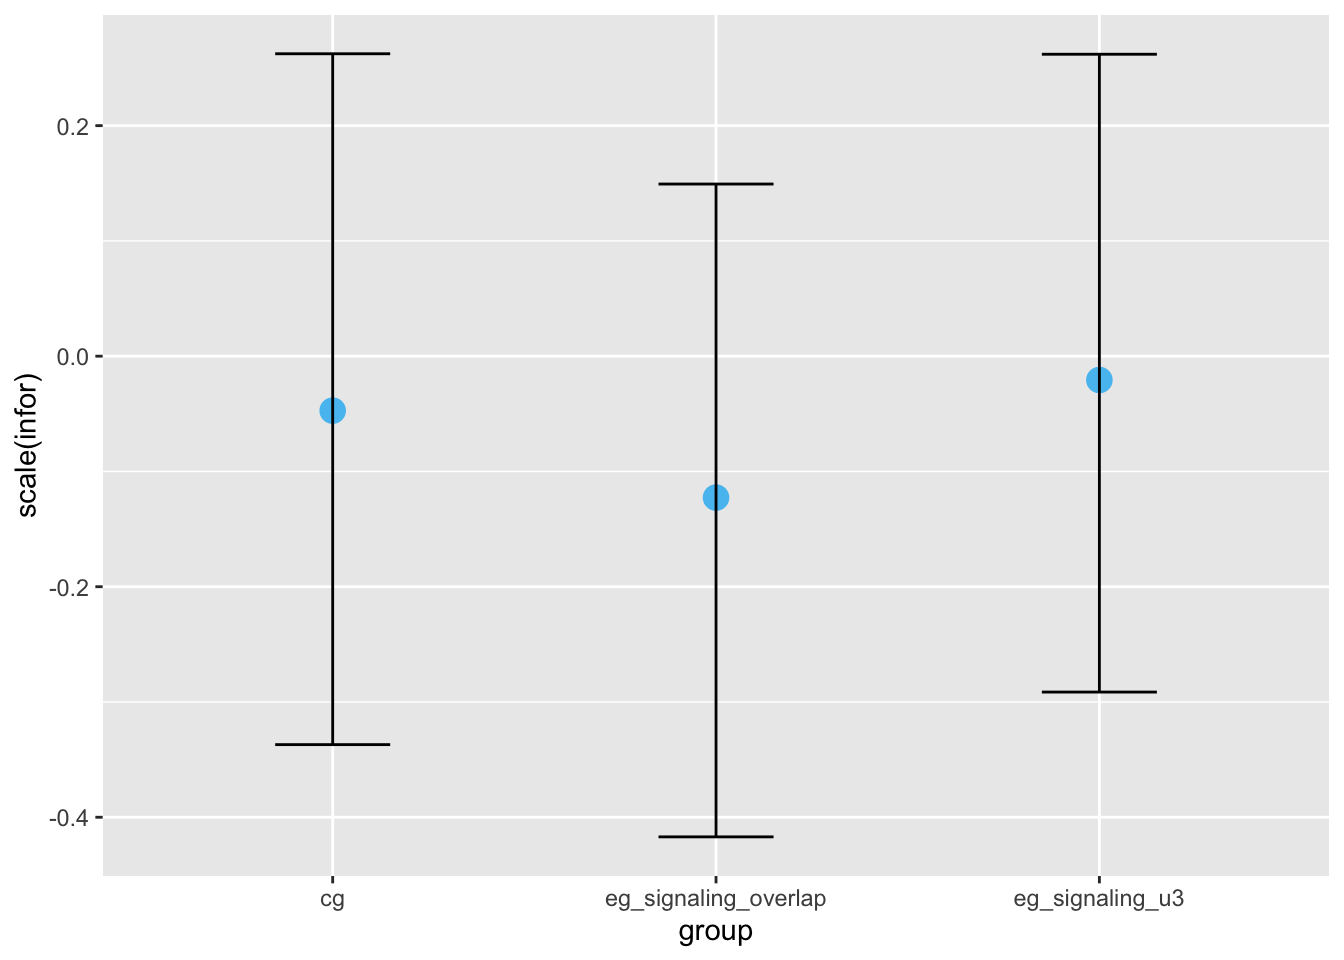 scale(infor)
0.2
0.0
-0.2
-0.4
cg
eg_signaling_overlap
eg_signaling_u3
group